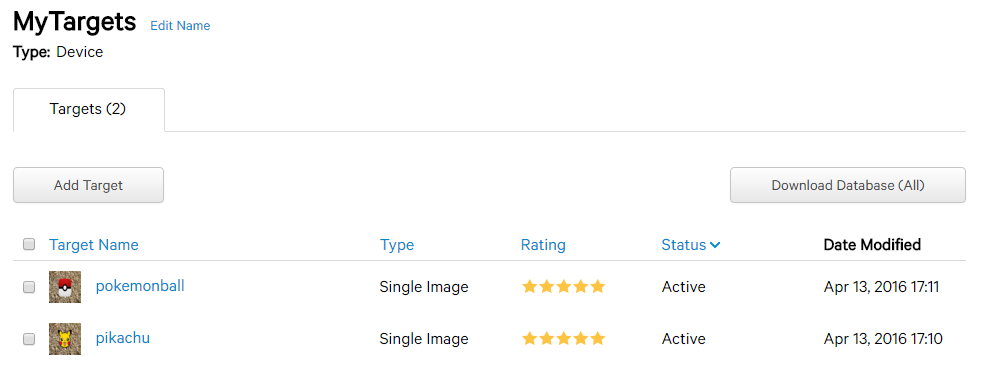 MyTargets Edit Name
Type: Device
Targets (2)
Add Target Download Database (All)
Target Name Type Rating Status Date Modified
pokemonball Single Image Active Apr 13, 2016 17:11
pikachu Single Image Active Apr 13, 2016 17:10